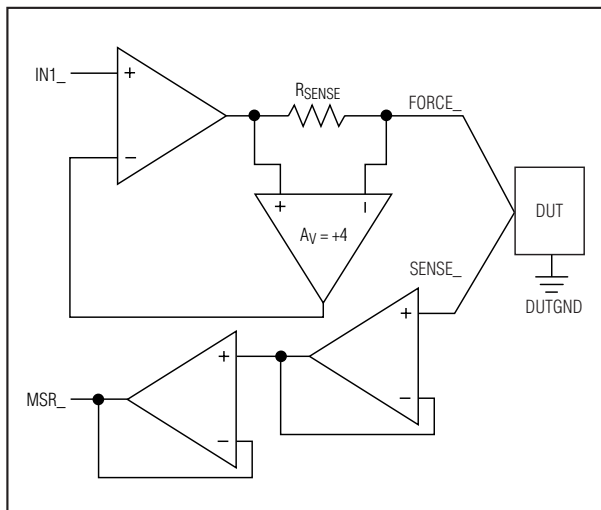 IN1_
+
−
RSENSE
FORCE_
+
−
AV = +4
DUT
SENSE_
DUTGND
+
−
+
−
MSR_